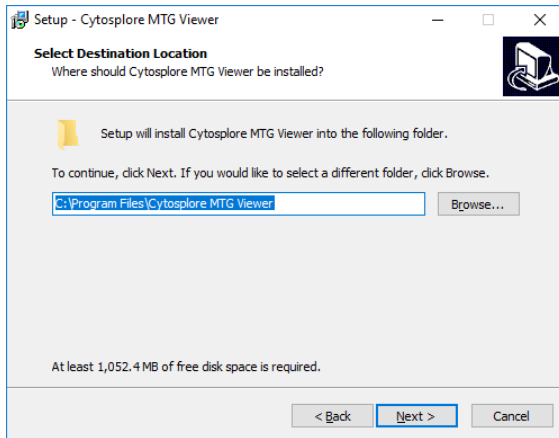 Setup - Cytosplore MTG Viewer
Select Destination Location
Where should Cytosplore MTG Viewer be installed?
Setup will install Cytosplore MTG Viewer into the following folder.
To continue, click Next. If you would like to select a different folder, click Browse.
C:\Program Files\Cytosplore MTG Viewer
Browse...
At least 1,052.4 MB of free disk space is required.
< Back
Next >
Cancel